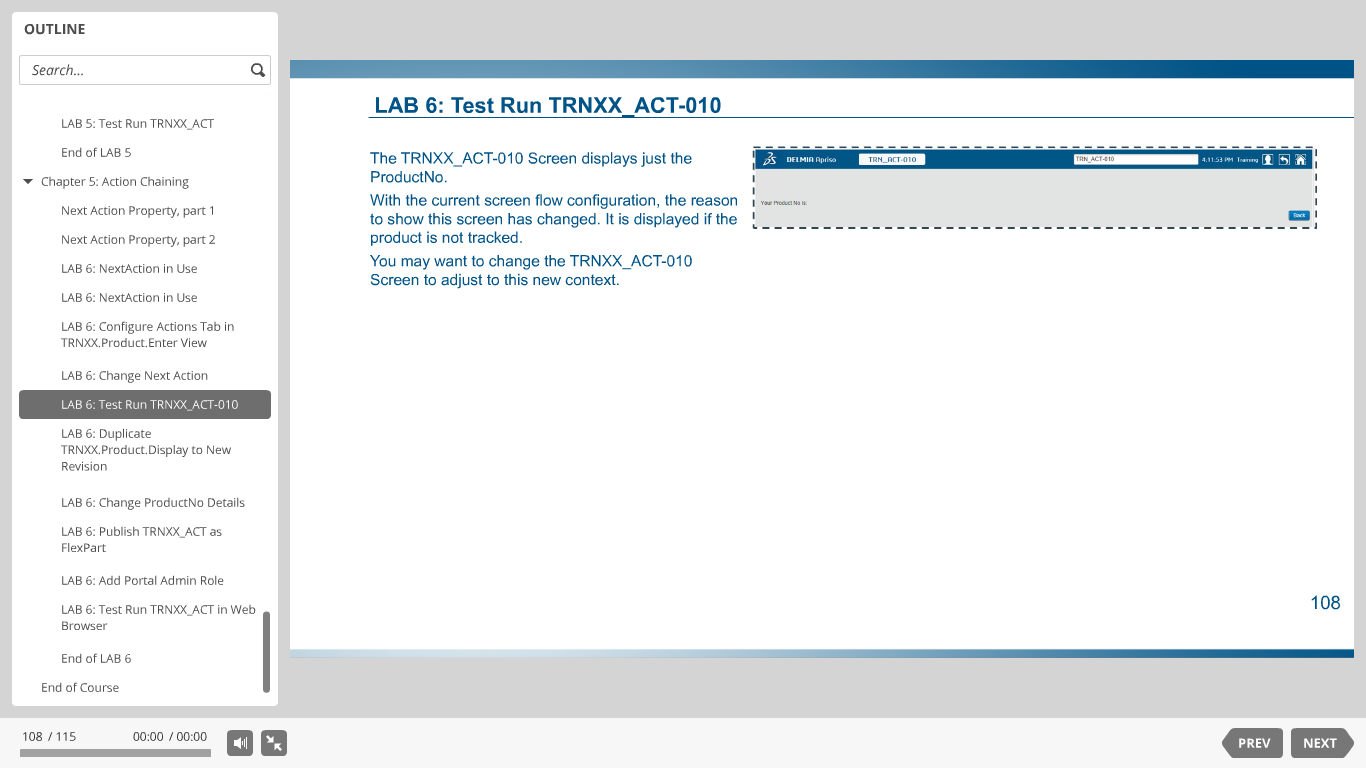 OUTLINE
Search...
LAB 5: Test Run TRNXX_ACT
End of LAB 5
Chapter 5: Action Chaining
Next Action Property, part 1
Next Action Property, part 2
LAB 6: NextAction in Use
LAB 6: NextAction in Use
LAB 6: Configure Actions Tab in
TRNXX.Product.Enter View
LAB 6: Change Next Action
LAB 6: Test Run TRNXX_ACT-010
LAB 6: Duplicate
TRNXX.Product.Display to New
Revision
LAB 6: Change ProductNo Details
LAB 6: Publish TRNXX_ACT as
FlexPart
LAB 6: Add Portal Admin Role
LAB 6: Test Run TRNXX_ACT in Web
Browser
End of LAB 6
End of Course
LAB 6: Test Run TRNXX_ACT-010
The TRNXX_ACT-010 Screen displays just the
ProductNo.
With the current screen flow configuration, the reason
to show this screen has changed. It is displayed if the
product is not tracked.
You may want to change the TRNXX_ACT-010
Screen to adjust to this new context.
DELMIA Apriso TRN_ACT-010 TRN_ACT-010 4:11:53 PM Training
Your Product No is:
Back
108
108 / 115 00:00 / 00:00
PREV NEXT